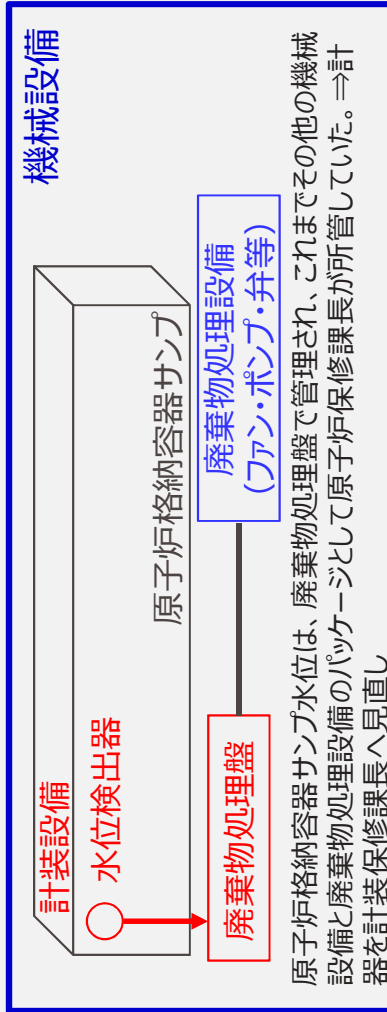 機械設備
計装設備
水位検出器
原子炉格納容器サンプ
廃棄物処理盤
廃棄物処理設備
(ファン・ポンプ・弁等)
原子炉格納容器サンプ水位は、廃棄物処理盤で管理され、これまでその他の機械
設備と廃棄物処理設備のパッケージとして原子炉保修課長が所管していた。⇒計
器を計装保修課長へ見直し